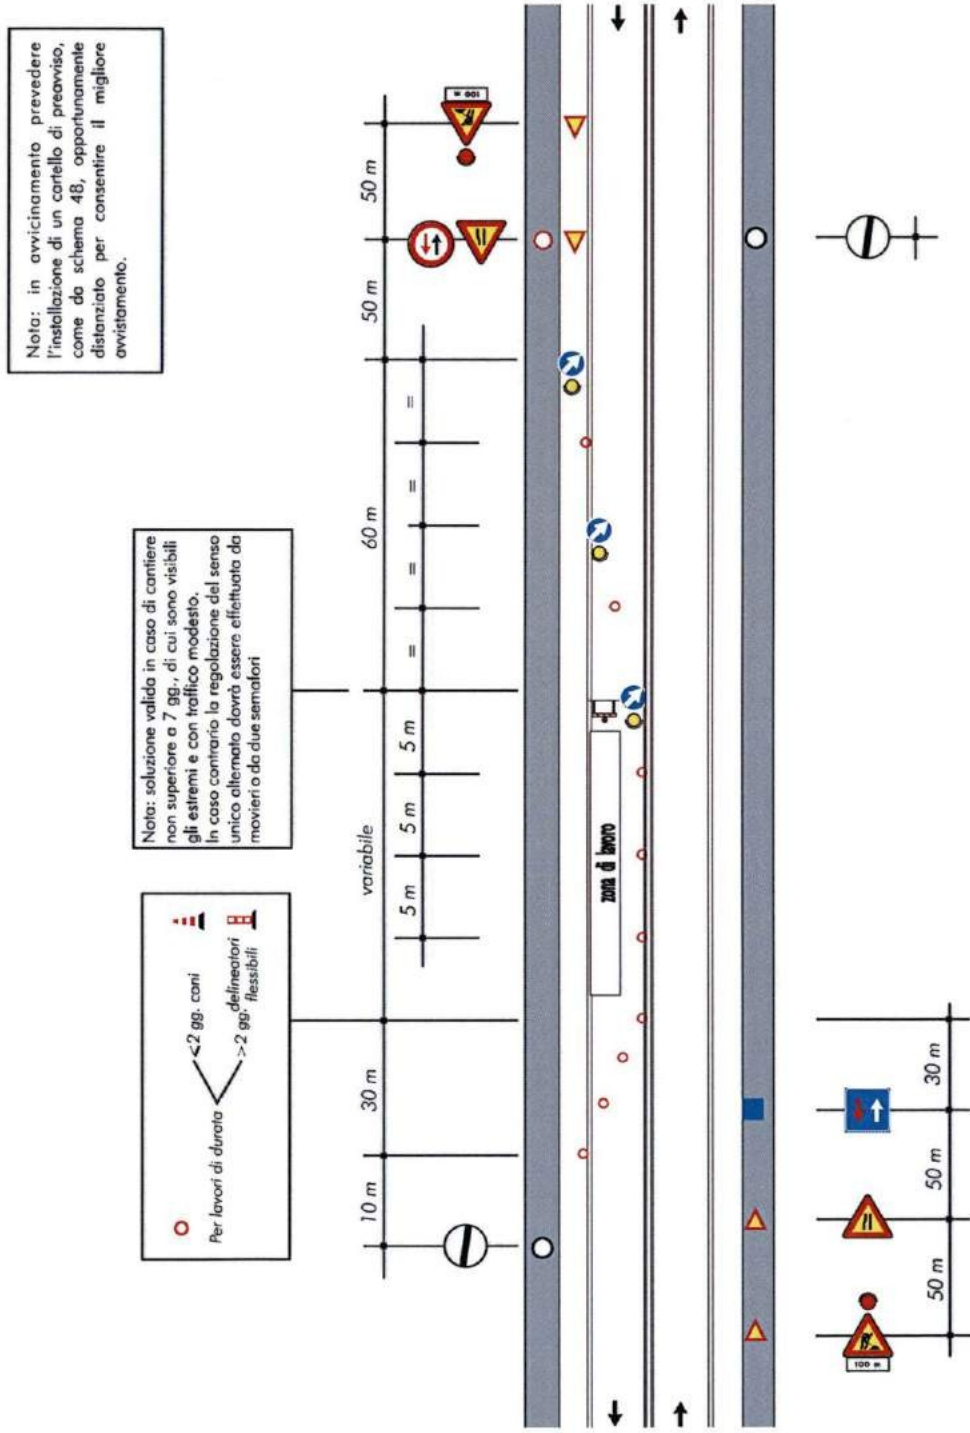 Nota: in avvicinamento prevedere
l'installazione di un cartello di preavviso,
come da schema 48, opportunamente
distanziato per consentire il migliore
avvistamento.
100 m
50 m
50 m
Nota: soluzione valida in caso di cantiere
non superiore a 7 gg., di cui sono visibili
gli estremi e con traffico modesto.
In caso contrario la regolazione del senso
unico alternato dovrà essere effettuata da
movieri o da due semafori
60 m
=
=
=
=
5 m
5 m
5 m
variabile
Per lavori di durata
<2 gg. coni
>2 gg. delineatori
flessibili
30 m
10 m
zona di lavoro
30 m
50 m
50 m
100 m